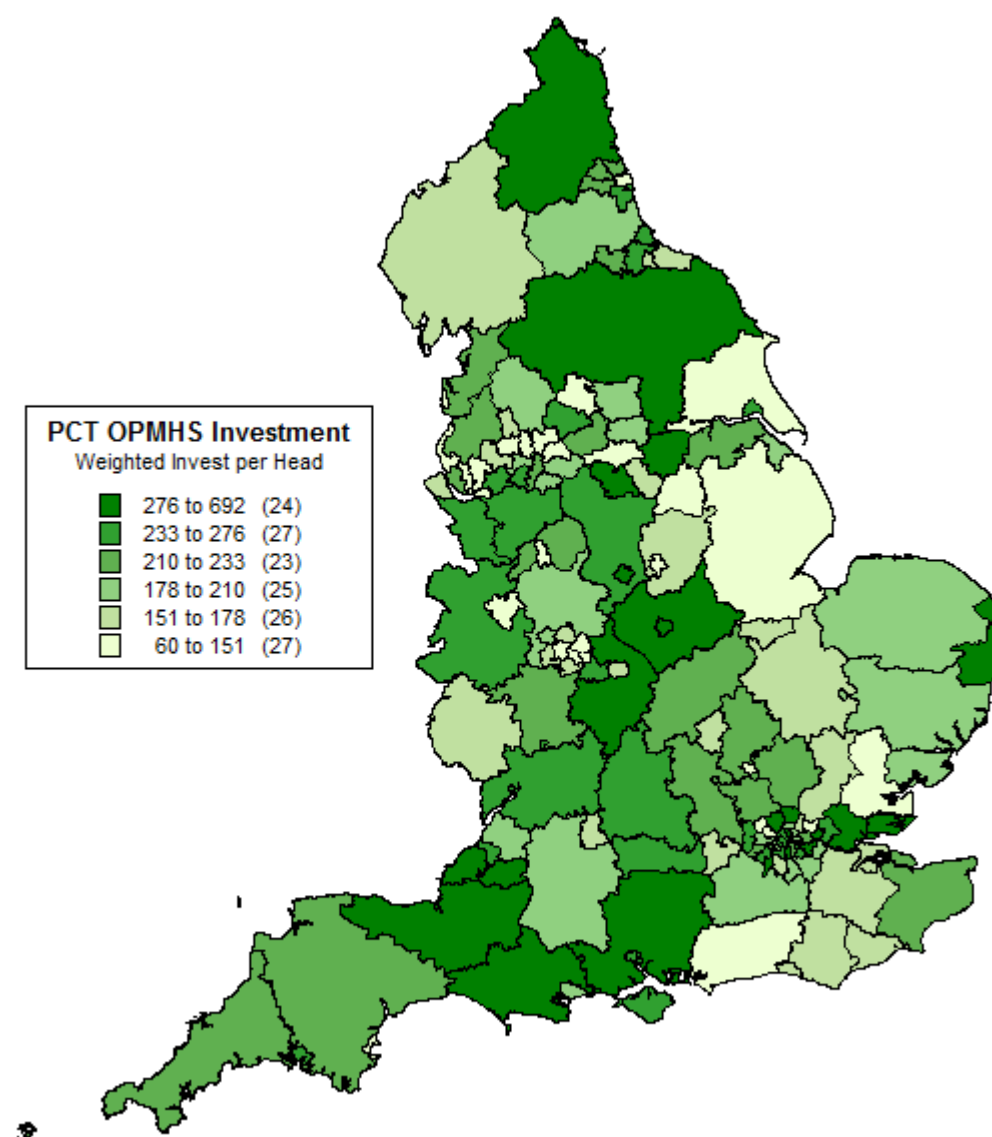 PCT OPMHS Investment
Weighted Invest per Head
276 to 692 (24)
233 to 276 (27)
210 to 233 (23)
178 to 210 (25)
151 to 178 (26)
60 to 151 (27)